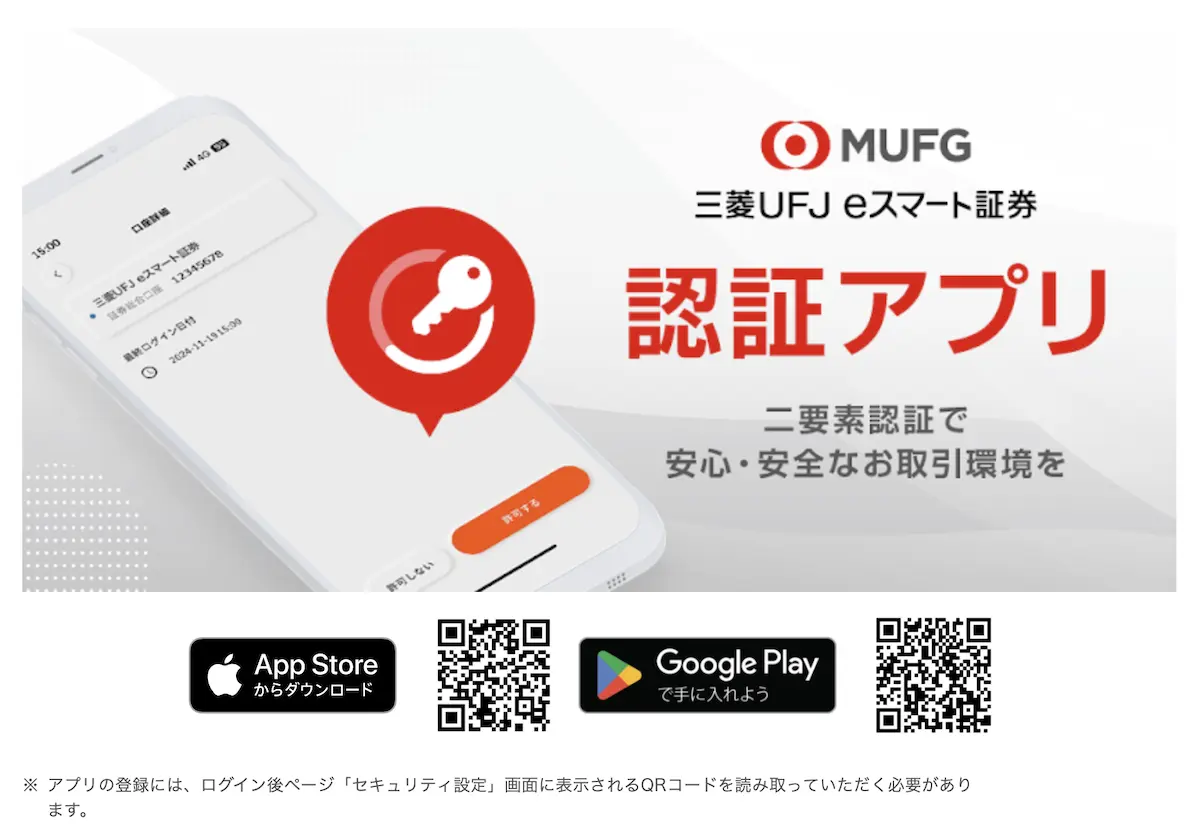 4G 59
15:00
口座詳細
三菱UFJ eスマート証券
証券総合口座 12345678
最終ログイン日付
2024-11-19 15:00
許可する
許可しない
MUFG
三菱UFJ eスマート証券
認証アプリ
二要素認証で
安心・安全なお取引環境を
App Store
からダウンロード
Google Play
で手に入れよう
※ アプリの登録には、ログイン後ページ「セキュリティ設定」画面に表示されるQRコードを読み取っていただく必要があり
ます。